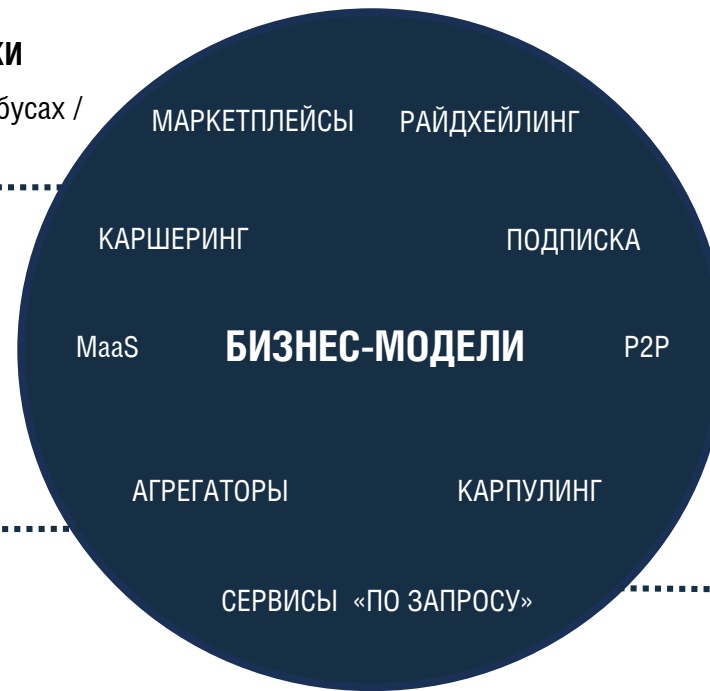 КИ
бусах /
МАРКЕТПЛЕЙСЫ РАЙДХЕЙЛИНГ
КАРШЕРИНГ ПОДПИСКА
MaaS БИЗНЕС-МОДЕЛИ P2P
АГРЕГАТОРЫ КАРПУЛИНГ
СЕРВИСЫ «ПО ЗАПРОСУ»